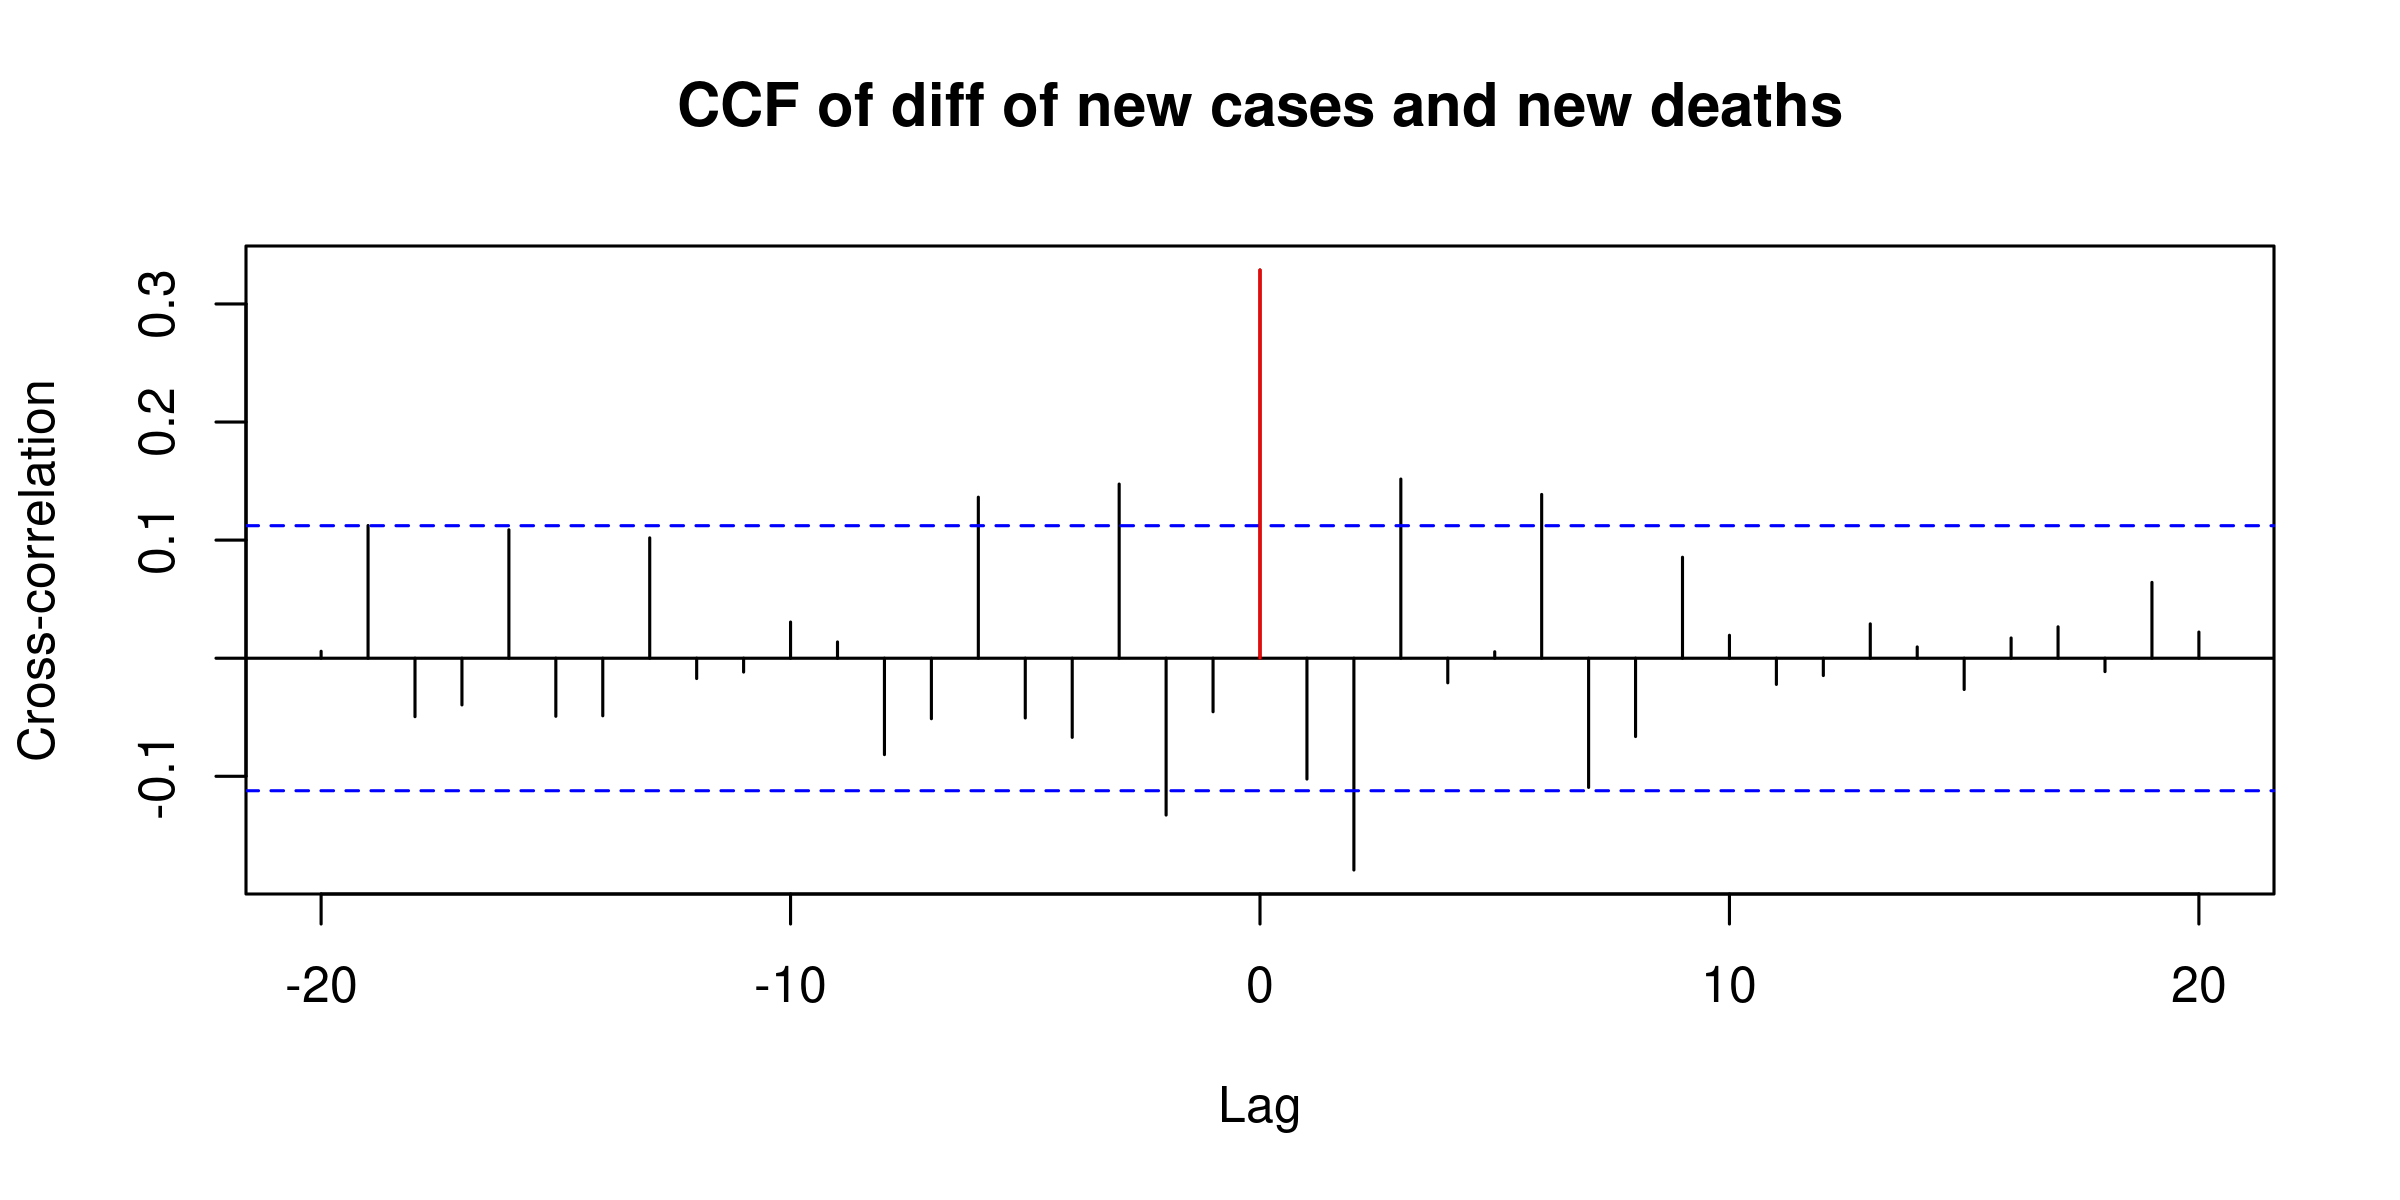 CCF of diff of new cases and new deaths
Cross-correlation
0.3
0.2
0.1
-0.1
-20 -10 0 10 20
Lag